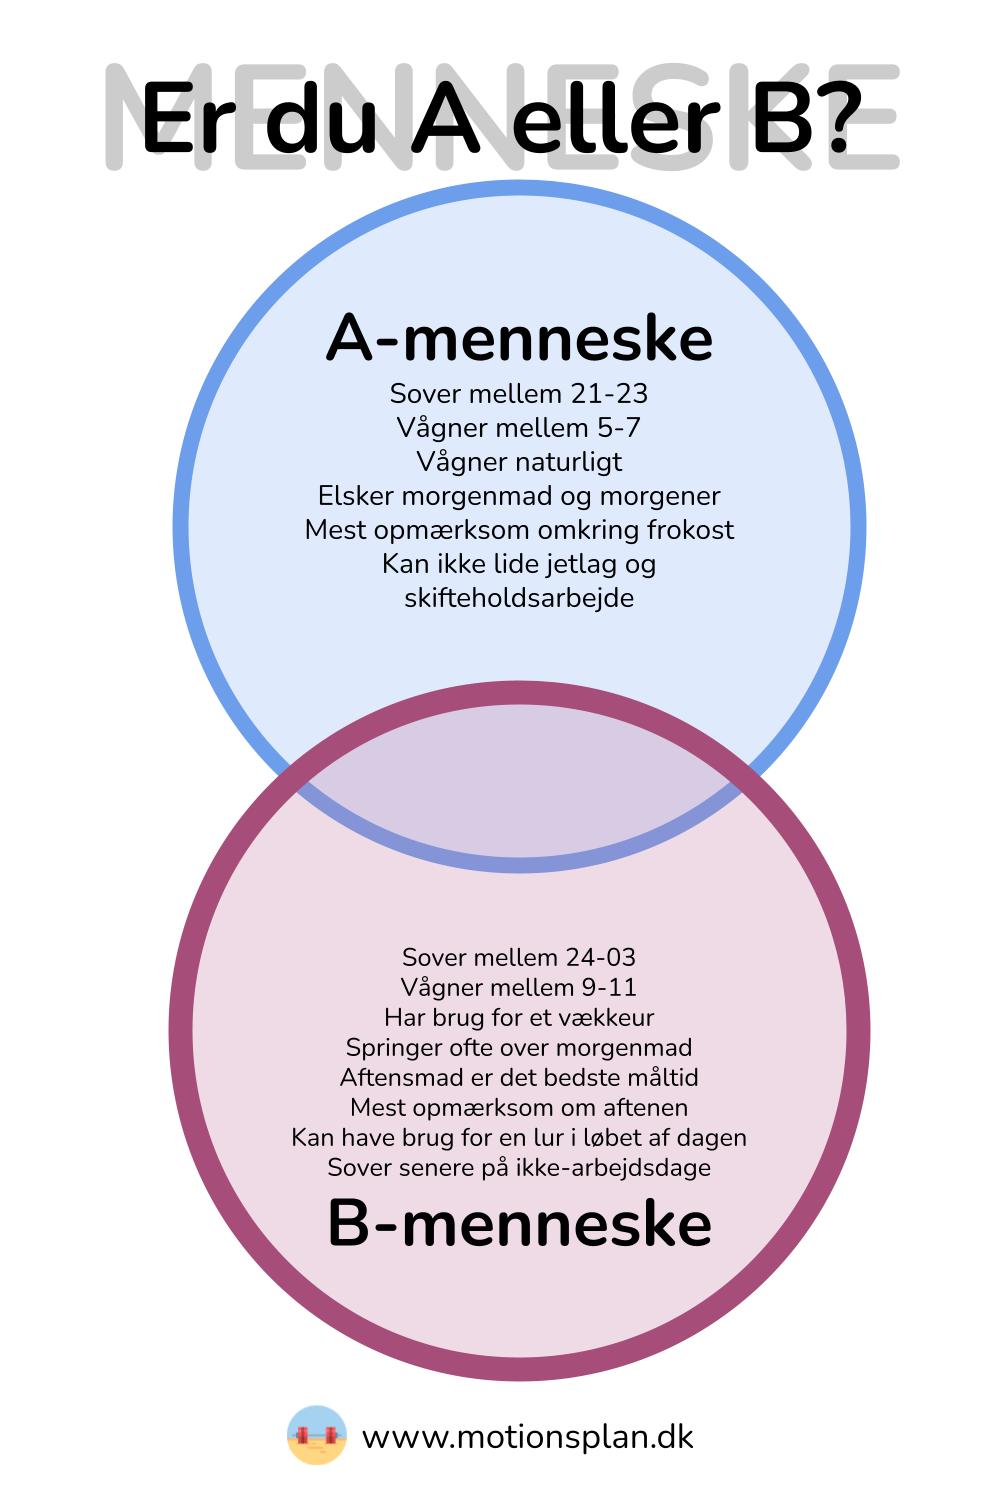 MENNESKE
Er du A eller B?
A-menneske
Sover mellem 21-23
Vågner mellem 5-7
Vågner naturligt
Elsker morgenmad og morgener
Mest opmærksom omkring frokost
Kan ikke lide jetlag og
skifteholdsarbejde
Sover mellem 24-03
Vågner mellem 9-11
Har brug for et vækkeur
Springer ofte over morgenmad
Aftensmad er det bedste måltid
Mest opmærksom om aftenen
Kan have brug for en lur i løbet af dagen
Sover senere på ikke-arbejdsdage
B-menneske
www.motionsplan.dk